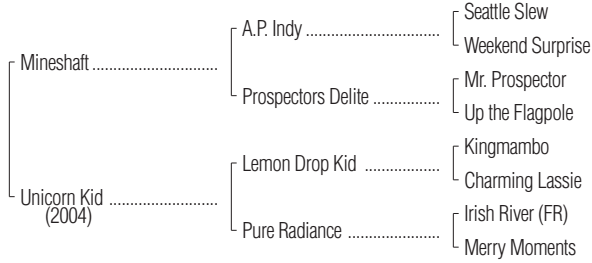 Seattle Slew
A.P. Indy ..............................
Weekend Surprise
Mineshaft ............................
Mr. Prospector
Prospectors Delite ...............
Up the Flagpole
Kingmambo
Lemon Drop Kid .................
Charming Lassie
Unicorn Kid ........................
(2004)
Irish River (FR)
Pure Radiance ....................
Merry Moments